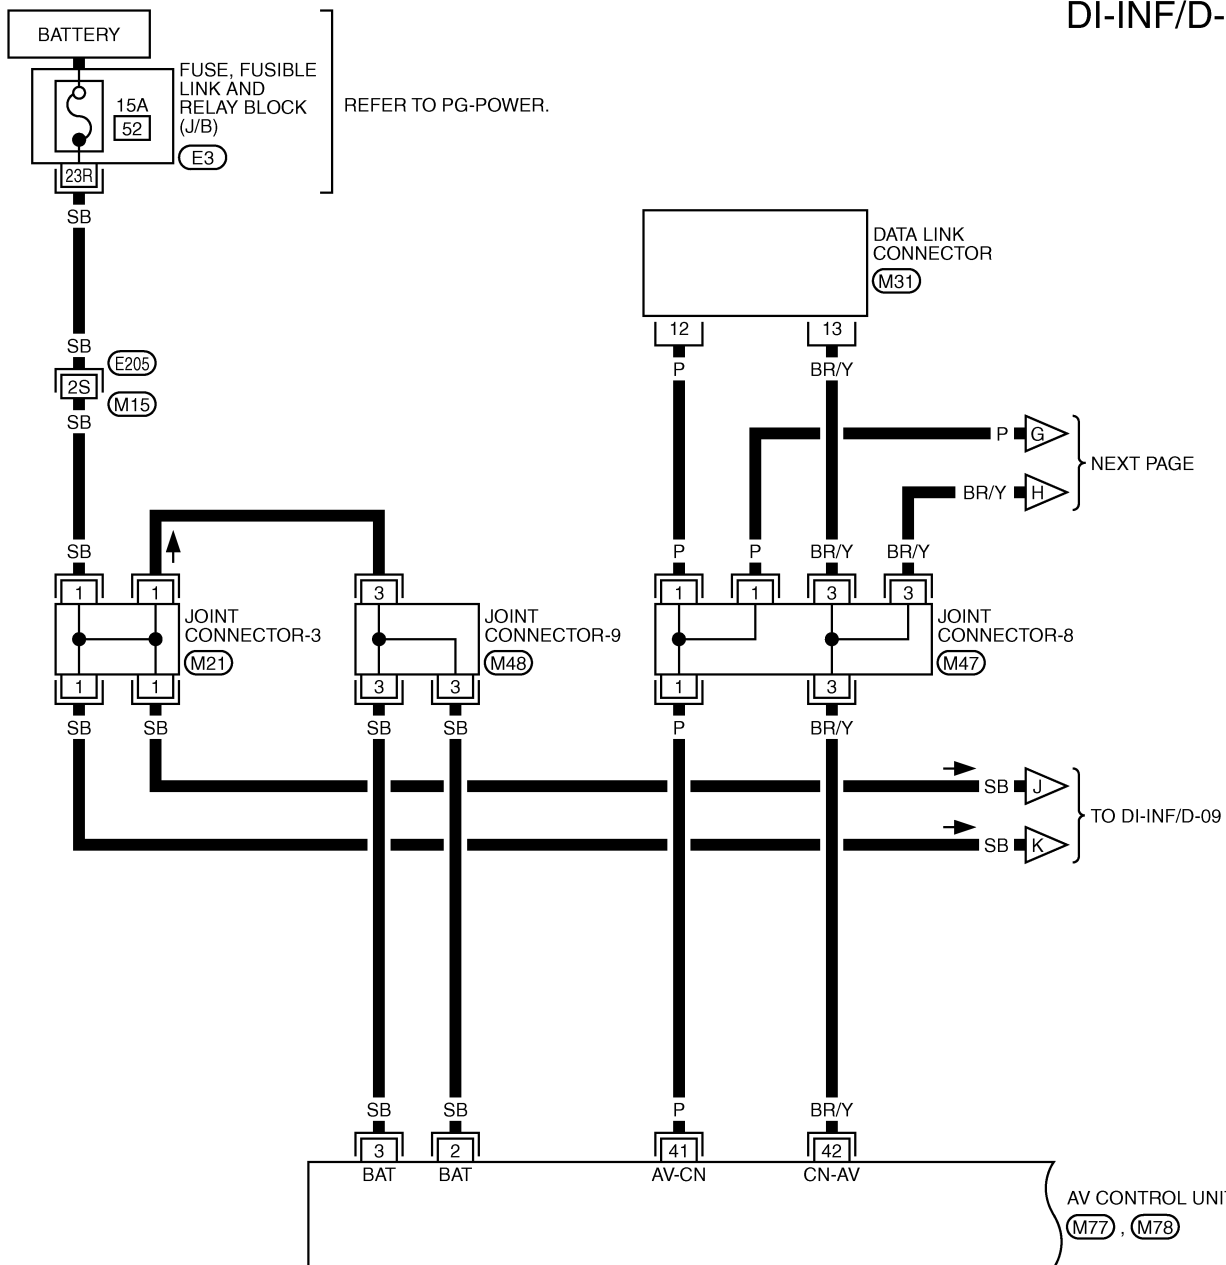 DI-INF/D-
BATTERY
FUSE, FUSIBLE
LINK AND
RELAY BLOCK
(J/B)
E3
15A
52
REFER TO PG-POWER.
23R
SB
DATA LINK
CONNECTOR
M31
12 13
P BR/Y
SB
E205
2S
M15
SB
P G
NEXT PAGE
BR/Y H
SB P P BR/Y BR/Y
1 1 3 1 1 3 3
JOINT
CONNECTOR-3
M21
JOINT
CONNECTOR-9
M48
JOINT
CONNECTOR-8
M47
1 1 3 3 1 3
SB SB SB SB P BR/Y
SB J
TO DI-INF/D-09
SB K
SB SB P BR/Y
3 2 41 42
BAT BAT AV-CN CN-AV
AV CONTROL UNI
M77 , M78